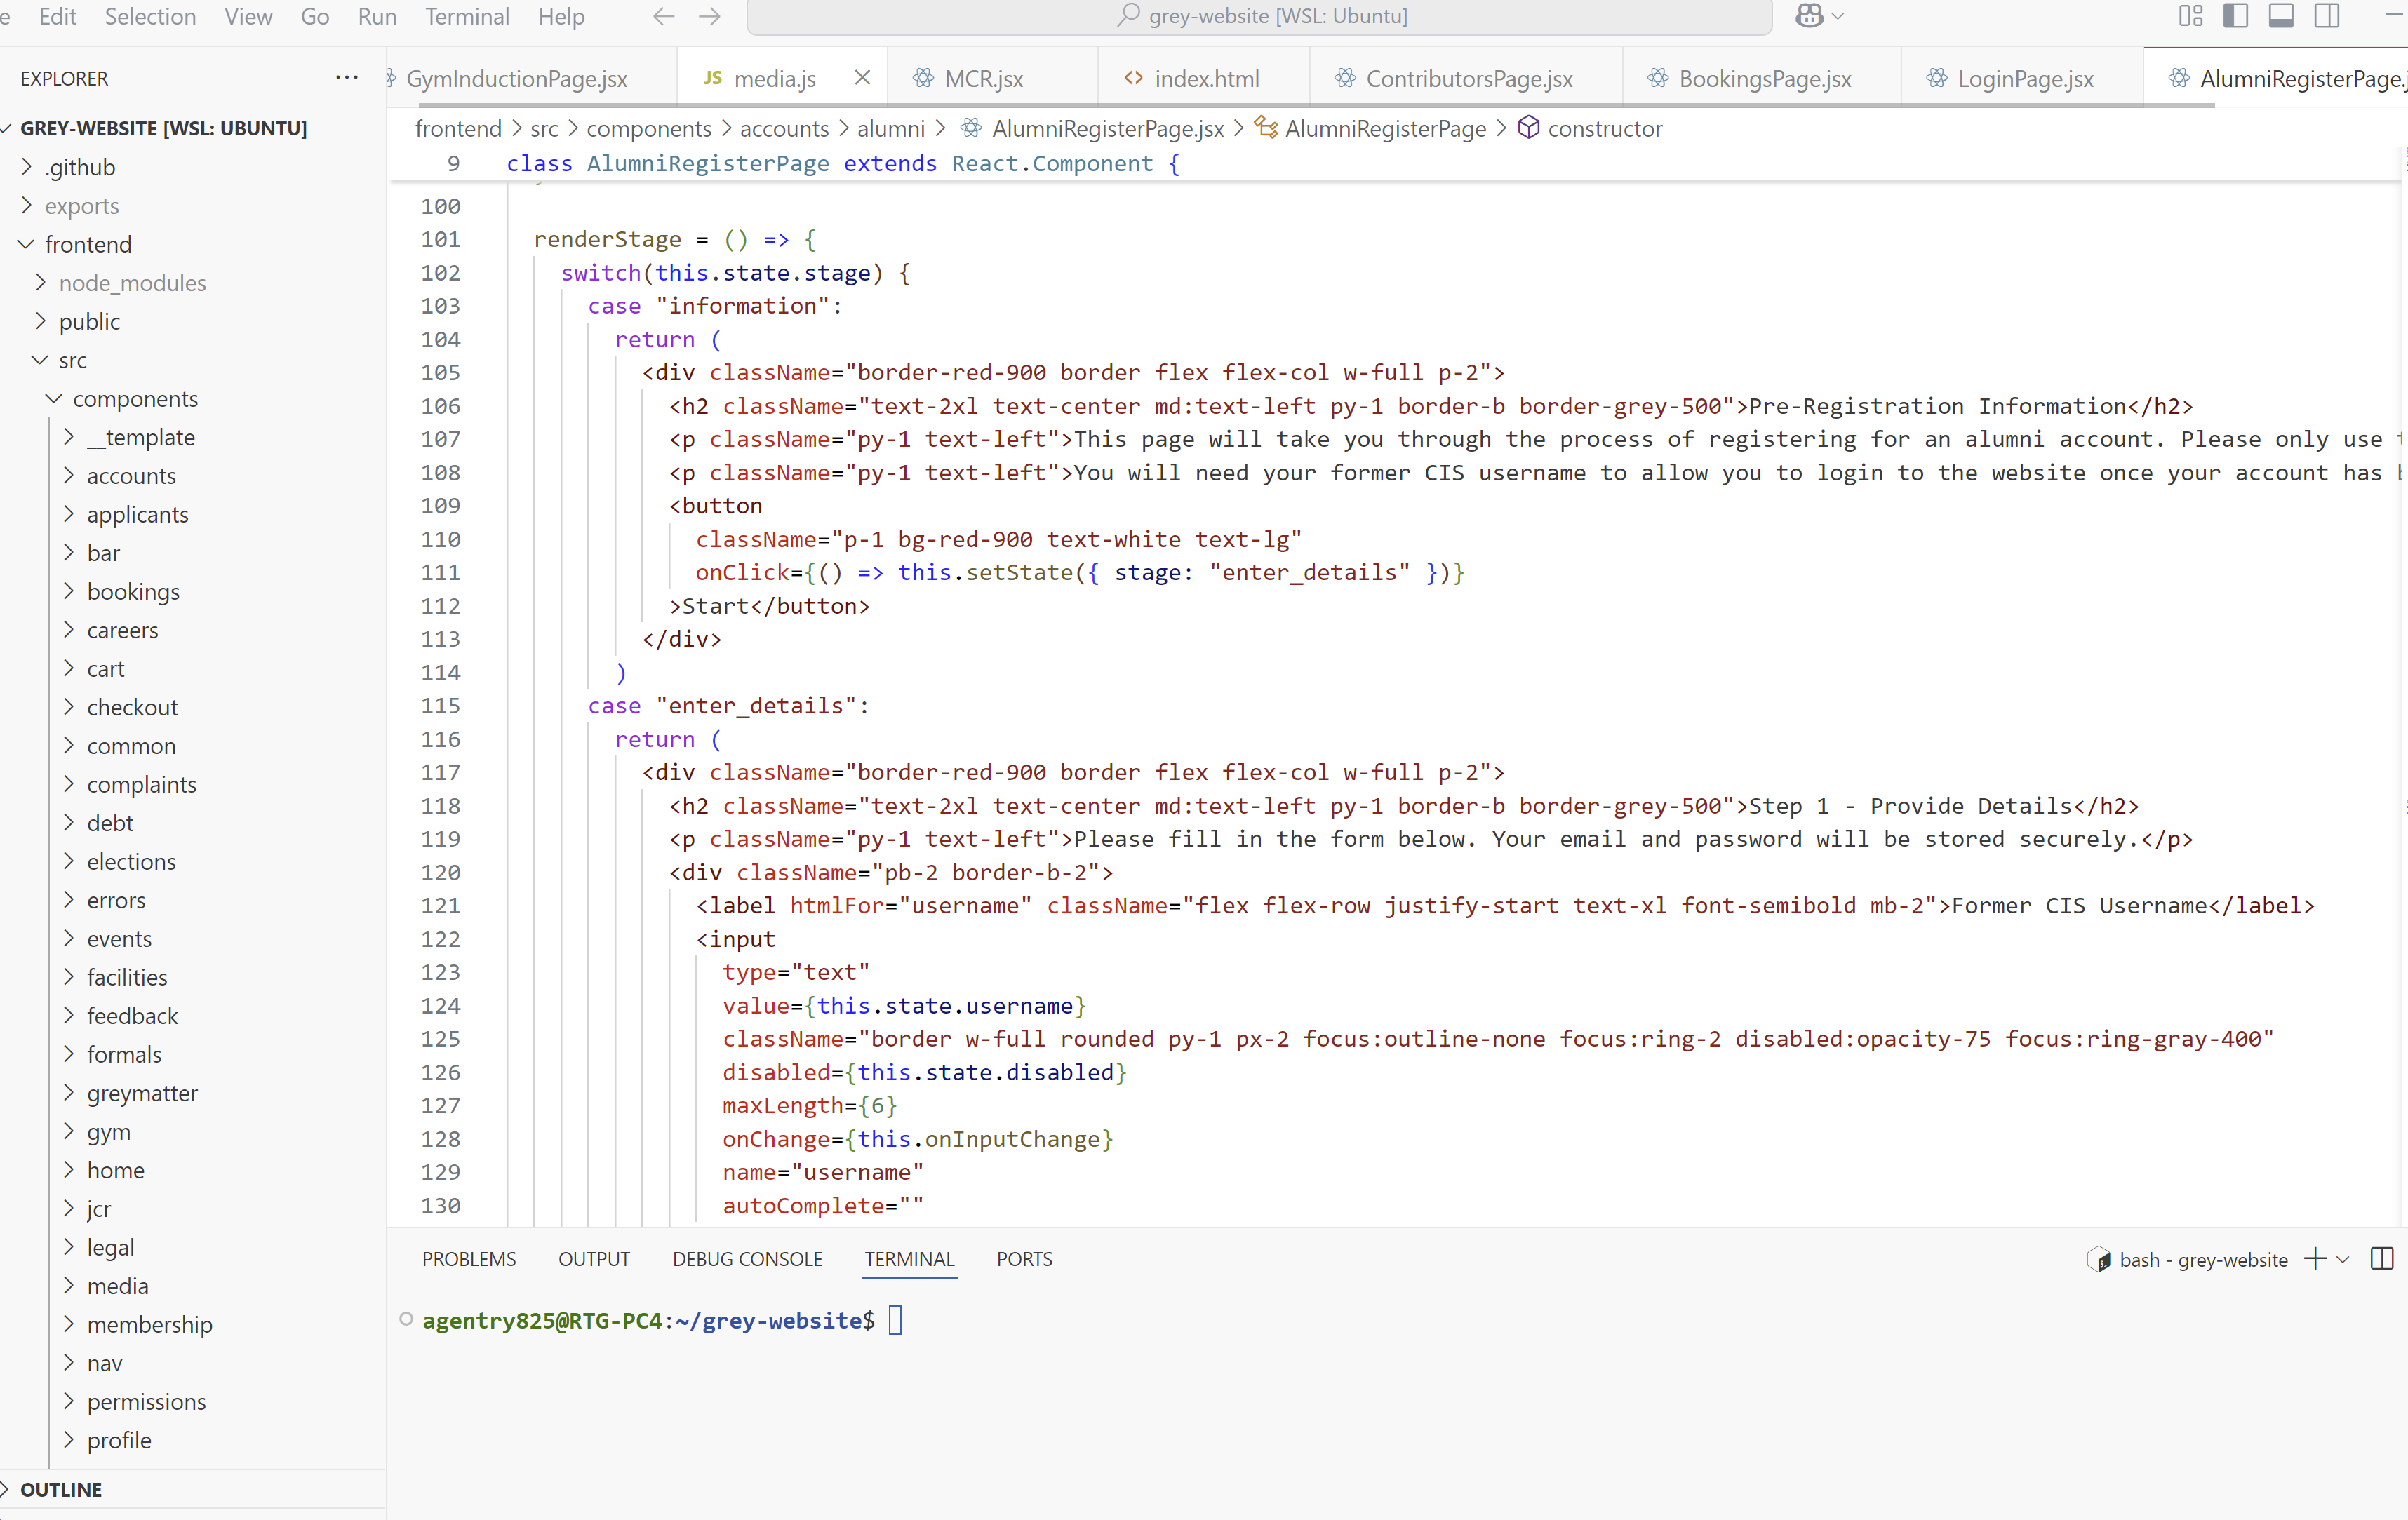 Edit Selection View Go Run Terminal Help
grey-website [WSL: Ubuntu]
EXPLORER
GREY-WEBSITE [WSL: UBUNTU]
.github
exports
frontend
node_modules
public
src
components
__template
accounts
applicants
bar
bookings
careers
cart
checkout
common
complaints
debt
elections
errors
events
facilities
feedback
formals
greymatter
gym
home
jcr
legal
media
membership
nav
permissions
profile
OUTLINE
GymInductionPage.jsx JS media.js MCR.jsx index.html ContributorsPage.jsx BookingsPage.jsx LoginPage.jsx AlumniRegisterPage.
frontend > src > components > accounts > alumni > AlumniRegisterPage.jsx > AlumniRegisterPage > constructor
9 class AlumniRegisterPage extends React.Component {
100
101 renderStage = () => {
102 switch(this.state.stage) {
103 case "information":
104 return (
105 <div className="border-red-900 border flex flex-col w-full p-2">
106 <h2 className="text-2xl text-center md:text-left py-1 border-b border-grey-500">Pre-Registration Information</h2>
107 <p className="py-1 text-left">This page will take you through the process of registering for an alumni account. Please only use
108 <p className="py-1 text-left">You will need your former CIS username to allow you to login to the website once your account has
109 <button
110 className="p-1 bg-red-900 text-white text-lg"
111 onClick={() => this.setState({ stage: "enter_details" })}
112 >Start</button>
113 </div>
114 )
115 case "enter_details":
116 return (
117 <div className="border-red-900 border flex flex-col w-full p-2">
118 <h2 className="text-2xl text-center md:text-left py-1 border-b border-grey-500">Step 1 - Provide Details</h2>
119 <p className="py-1 text-left">Please fill in the form below. Your email and password will be stored securely.</p>
120 <div className="pb-2 border-b-2">
121 <label htmlFor="username" className="flex flex-row justify-start text-xl font-semibold mb-2">Former CIS Username</label>
122 <input
123 type="text"
124 value={this.state.username}
125 className="border w-full rounded py-1 px-2 focus:outline-none focus:ring-2 disabled:opacity-75 focus:ring-gray-400"
126 disabled={this.state.disabled}
127 maxLength={6}
128 onChange={this.onInputChange}
129 name="username"
130 autoComplete=""
PROBLEMS OUTPUT DEBUG CONSOLE TERMINAL PORTS
bash - grey-website
agentry825@RTG-PC4:~/grey-website$